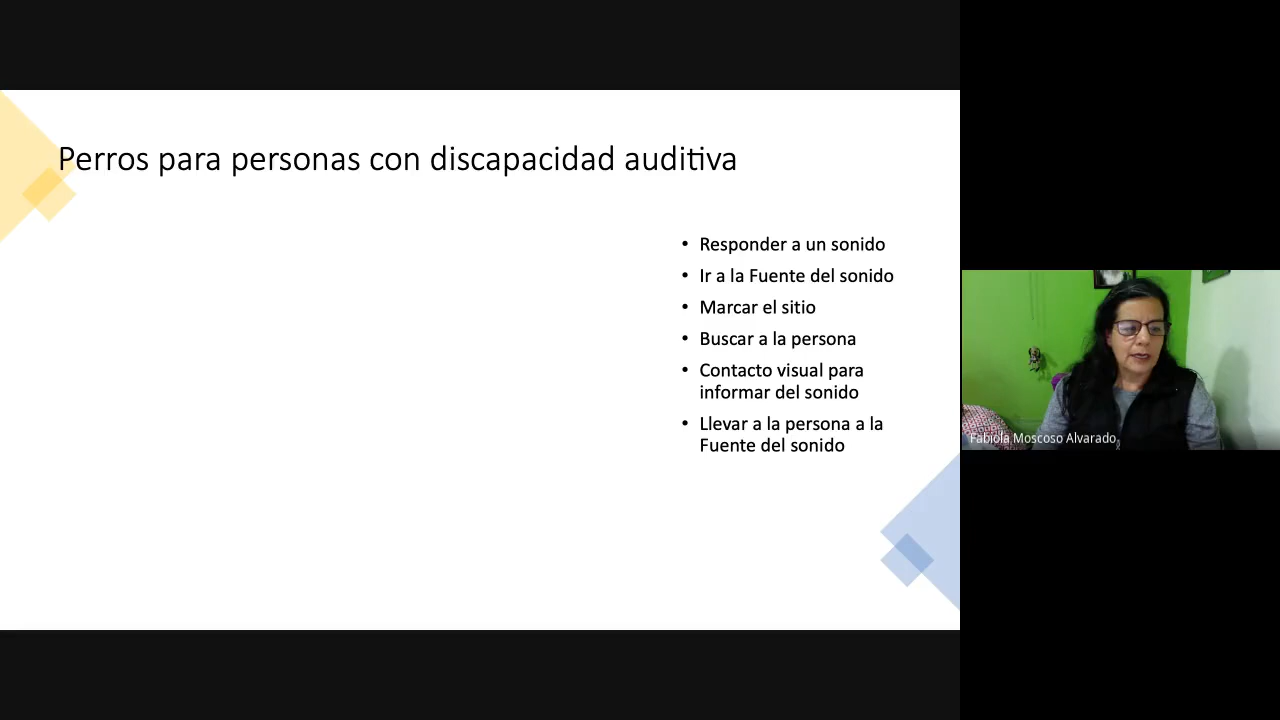 Perros para personas con discapacidad auditiva
• Responder a un sonido
• Ir a la Fuente del sonido
• Marcar el sitio
• Buscar a la persona
• Contacto visual para
informar del sonido
• Llevar a la persona a la
Fuente del sonido
Fabiola Moscoso Alvarado